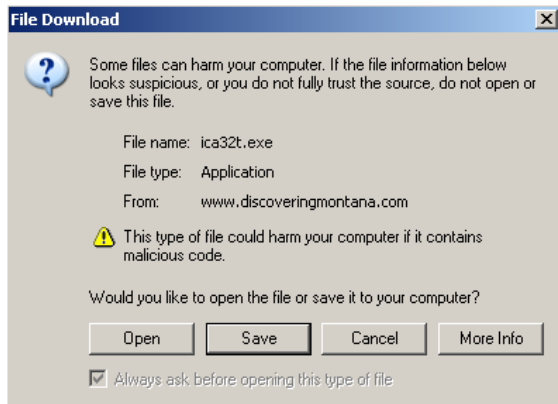 File Download
Some files can harm your computer. If the file information below
looks suspicious, or you do not fully trust the source, do not open or
save this file.
File name: ica32t.exe
File type: Application
From: www.discoveringmontana.com
This type of file could harm your computer if it contains
malicious code.
Would you like to open the file or save it to your computer?
Open Save Cancel More Info
Always ask before opening this type of file